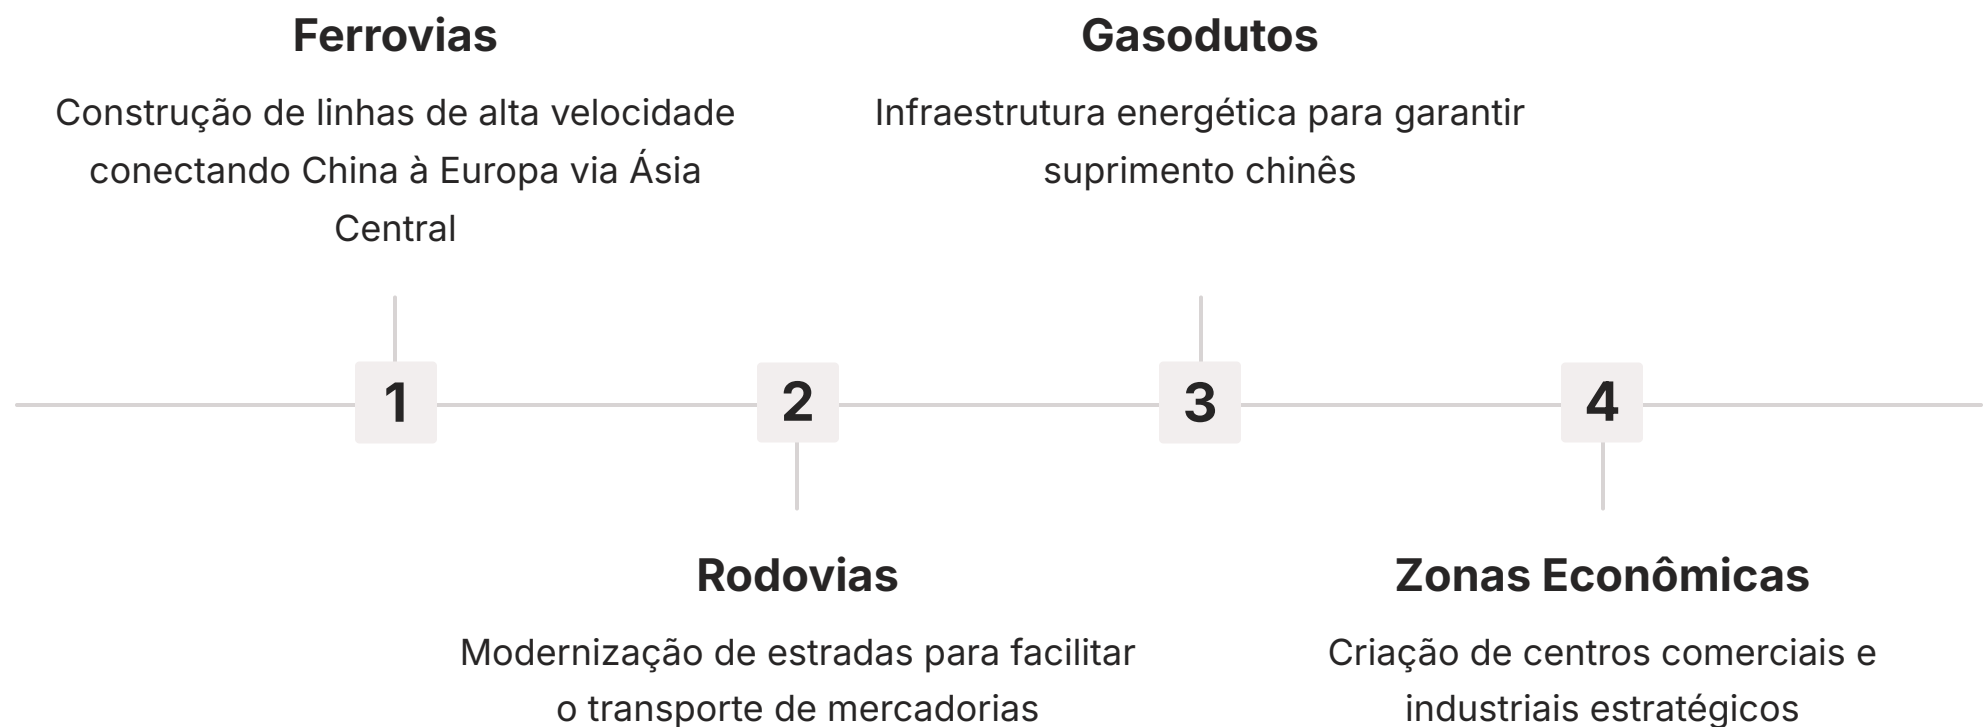 Ferrovias
Construção de linhas de alta velocidade
conectando China à Europa via Ásia
Central
Gasodutos
Infraestrutura energética para garantir
suprimento chinês
1
2
3
4
Rodovias
Modernização de estradas para facilitar
o transporte de mercadorias
Zonas Econômicas
Criação de centros comerciais e
industriais estratégicos